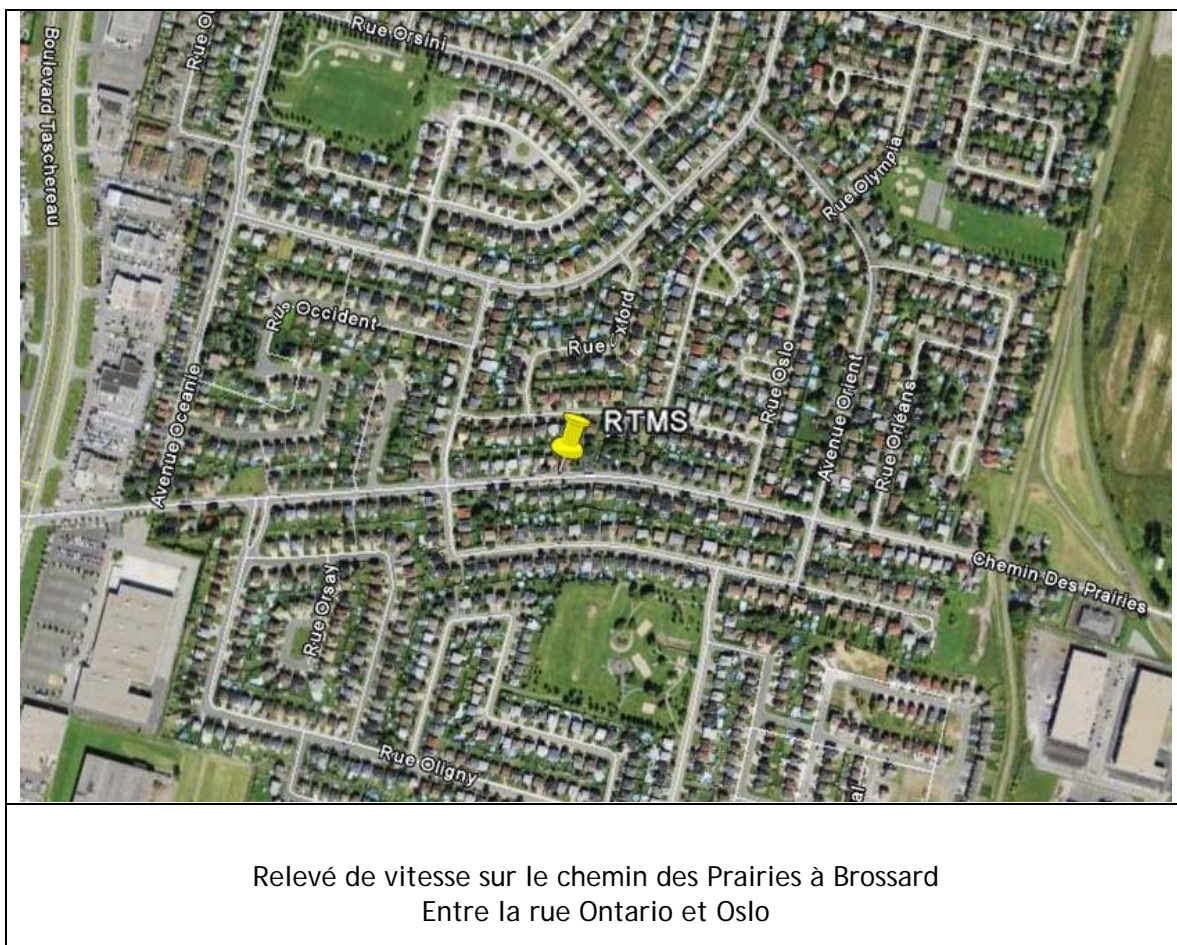 Boulevard Taschereau
Rue Orsini
Rue Olympia
Rue Occident
Rue Oxford
Avenue Oceanie
RTMS
Rue Oslo
Avenue Orient
Rue Orléans
Chemin Des Prairies
Rue Orsay
Rue Oligny
Relevé de vitesse sur le chemin des Prairies à Brossard
Entre la rue Ontario et Oslo